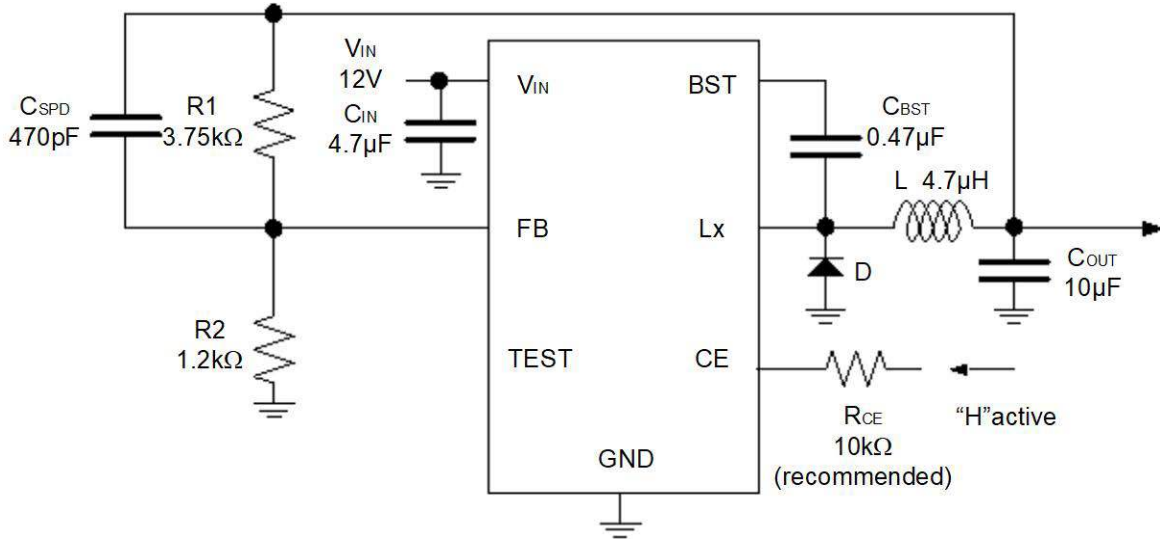 CSPD
470pF
R1
3.75kΩ
VIN
12V
CIN
4.7µF
VIN
BST
CBST
0.47µF
L 4.7µH
FB
Lx
D
COUT
10µF
R2
1.2kΩ
TEST
CE
RCE
10kΩ
(recommended)
“H”active
GND